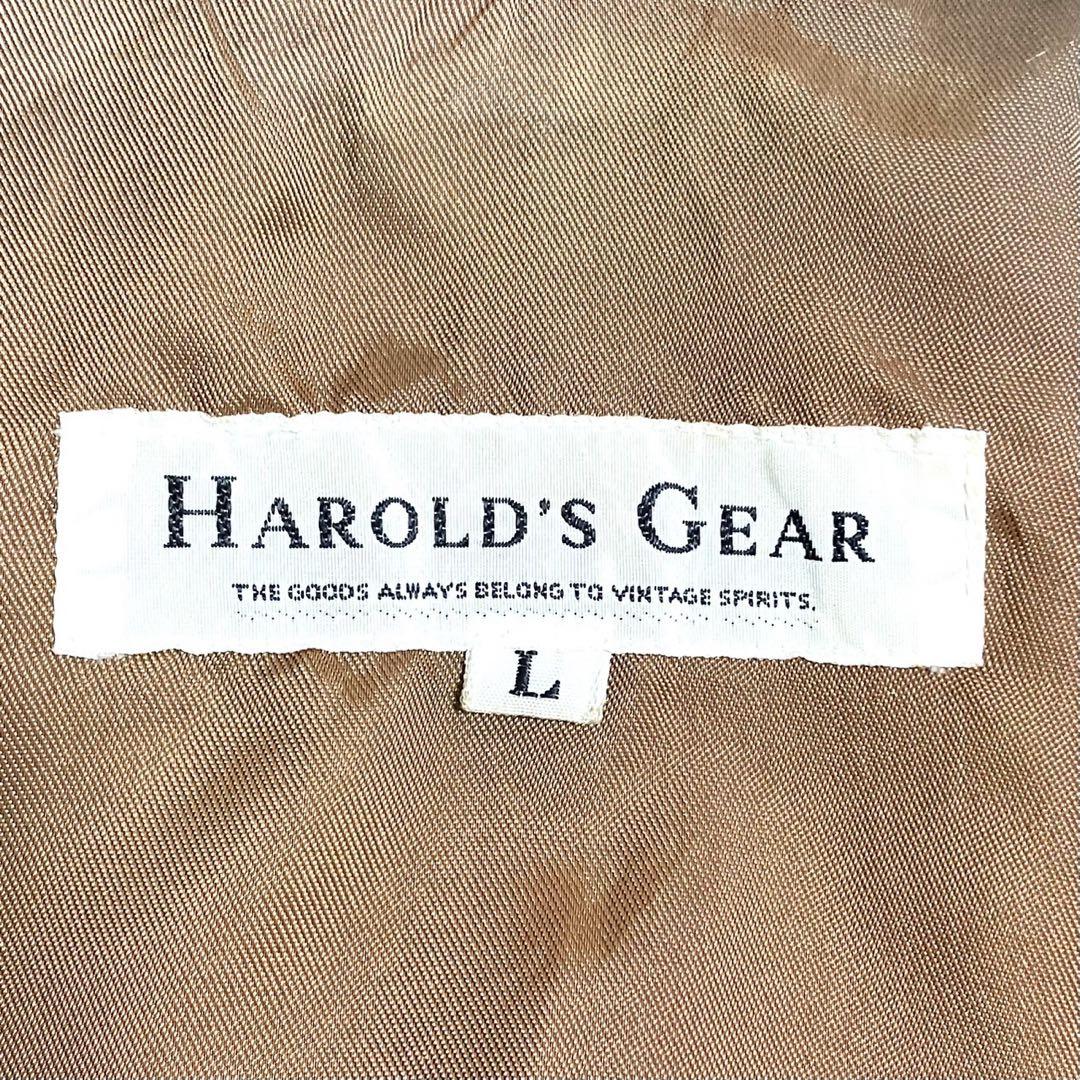 HAROLD'S GEAR
THE GOODS ALWAYS BELONG TO VINTAGE SPIRITS.
L